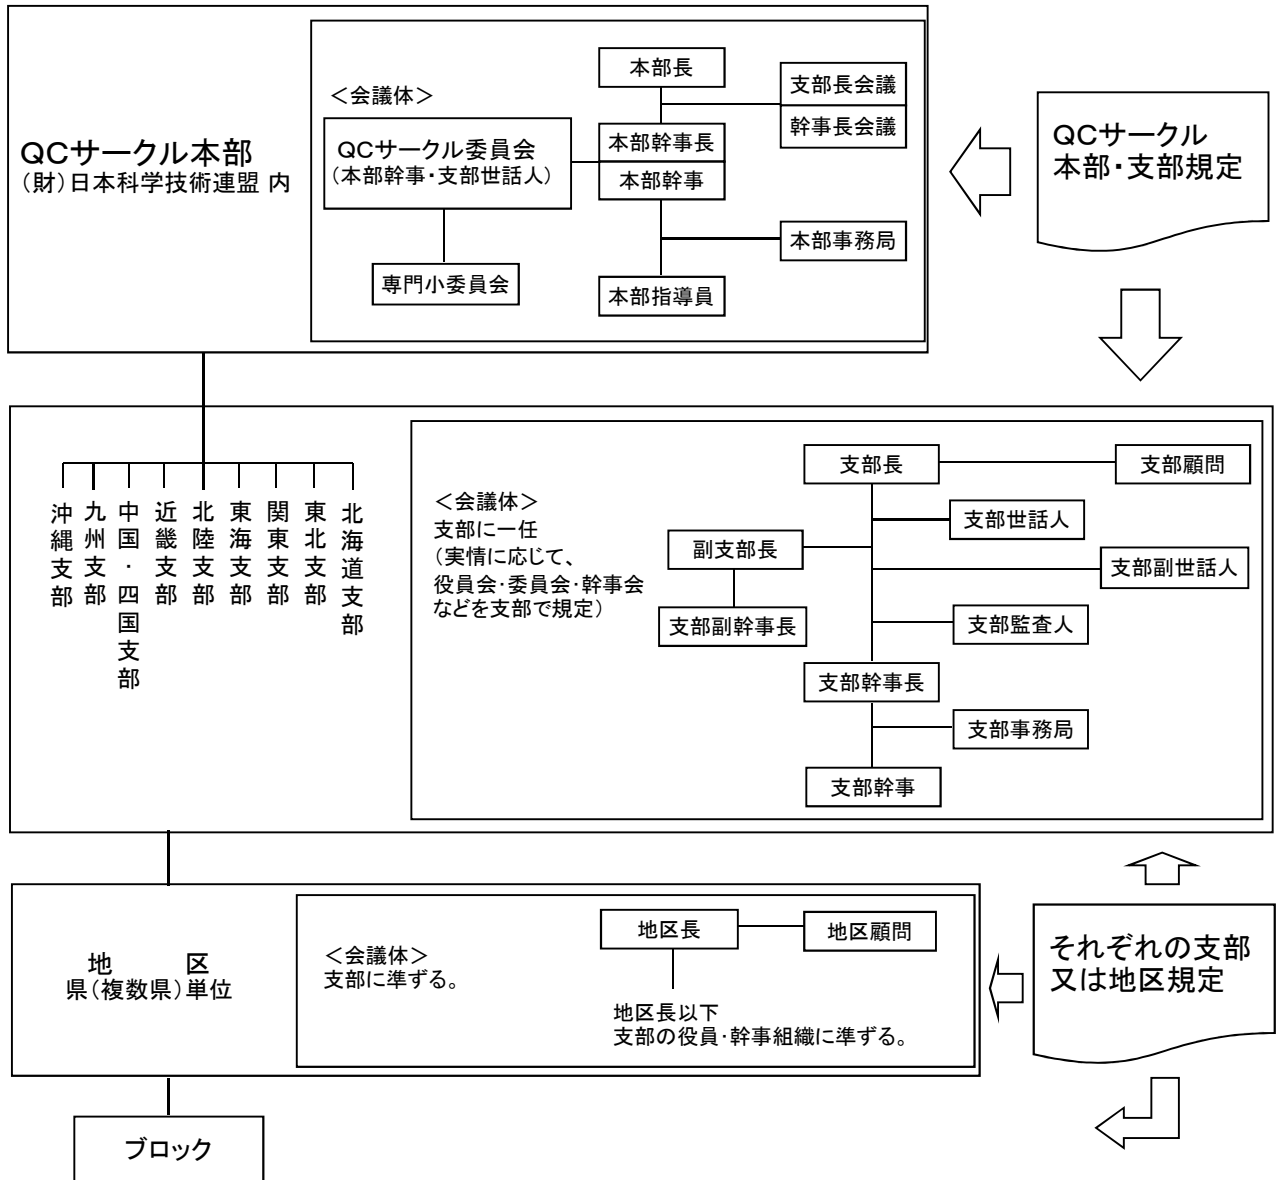 QCサークル本部
(財)日本科学技術連盟 内
<会議体>
QCサークル委員会
(本部幹事・支部世話人)
専門小委員会
本部長
支部長会議
幹事長会議
本部幹事長
本部幹事
本部事務局
本部指導員
QCサークル
本部・支部規定
沖縄支部
九州支部
中国・四国支部
近畿支部
北陸支部
東海支部
関東支部
東北支部
北海道支部
<会議体>
支部に一任
(実情に応じて、
役員会・委員会・幹事会
などを支部で規定)
支部長
支部顧問
支部世話人
副支部長
支部副世話人
支部副幹事長
支部監査人
支部幹事長
支部事務局
支部幹事
地 区
県(複数県)単位
<会議体>
支部に準ずる。
地区長
地区顧問
地区長以下
支部の役員・幹事組織に準ずる。
それぞれの支部
又は地区規定
ブロック